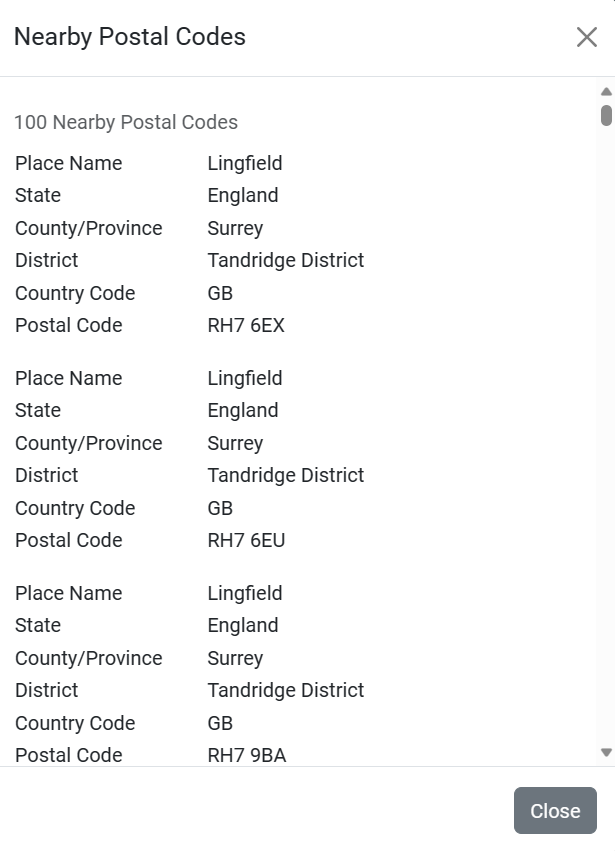 Nearby Postal Codes
100 Nearby Postal Codes
Place Name Lingfield
State England
County/Province Surrey
District Tandridge District
Country Code GB
Postal Code RH7 6EX
Place Name Lingfield
State England
County/Province Surrey
District Tandridge District
Country Code GB
Postal Code RH7 6EU
Place Name Lingfield
State England
County/Province Surrey
District Tandridge District
Country Code GB
Postal Code RH7 9BA
Close